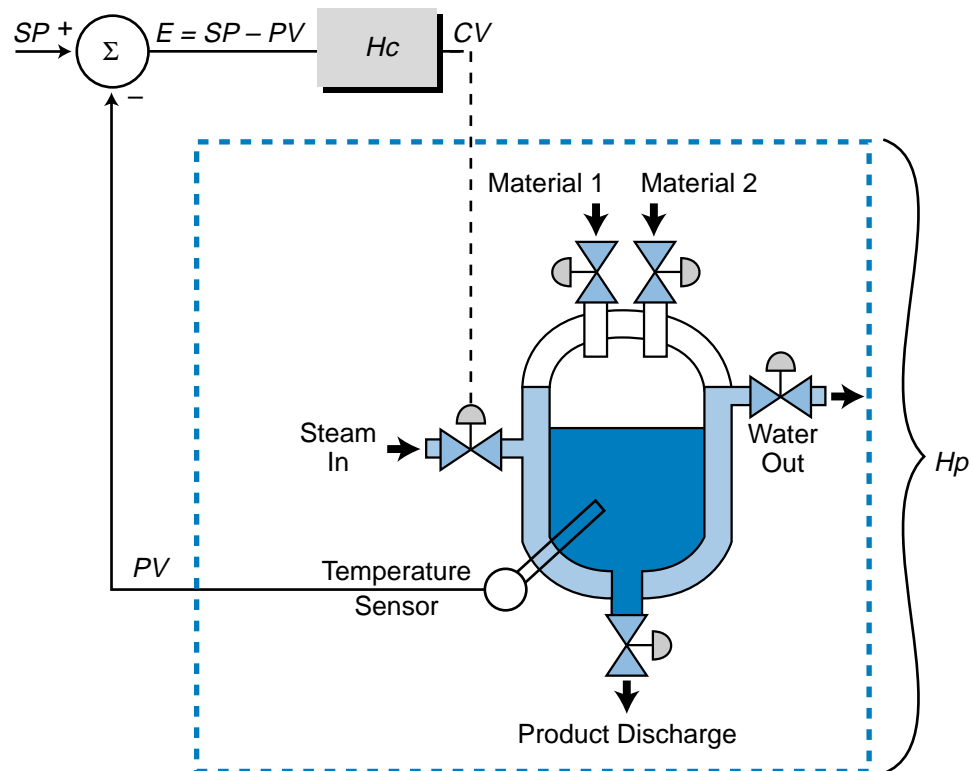 SP +
Σ
–
E = SP – PV
Hc
CV
Material 1
Material 2
Steam
In
Water
Out
Hp
PV
Temperature
Sensor
Product Discharge